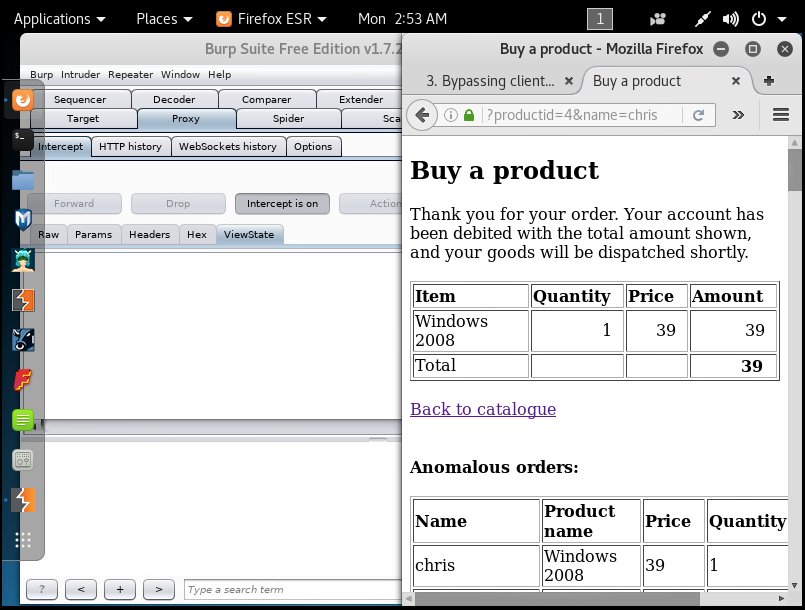 Applications Places Firefox ESR Mon 2:53 AM 1
Burp Suite Free Edition v1.7.2
Burp Intruder Repeater Window Help
Sequencer Decoder Comparer Extender
Target Proxy Spider Sca
Intercept HTTP history WebSockets history Options
Forward Drop Intercept is on Action
Raw Params Headers Hex ViewState
? < + > Type a search term
Buy a product - Mozilla Firefox
3. Bypassing client... Buy a product
?productid=4&name=chris
Buy a product
Thank you for your order. Your account has
been debited with the total amount shown,
and your goods will be dispatched shortly.
Item Quantity Price Amount
Windows
2008 1 39 39
Total 39
Back to catalogue
Anomalous orders:
Name Product
name Price Quantity
chris Windows
2008 39 1